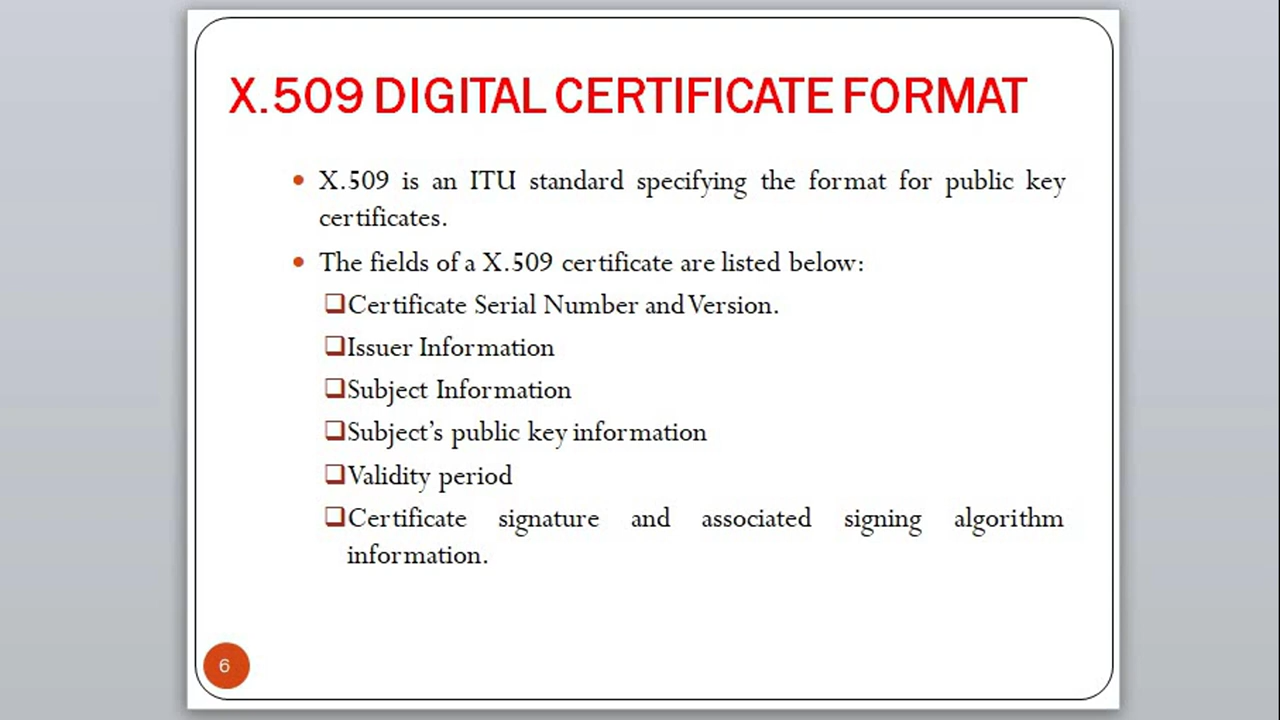 X.509 DIGITAL CERTIFICATE FORMAT
X.509 is an ITU standard specifying the format for public key
certificates.
The fields of a X.509 certificate are listed below:
Certificate Serial Number and Version.
Issuer Information
Subject Information
Subject’s public key information
Validity period
Certificate signature and associated signing algorithm
information.
6